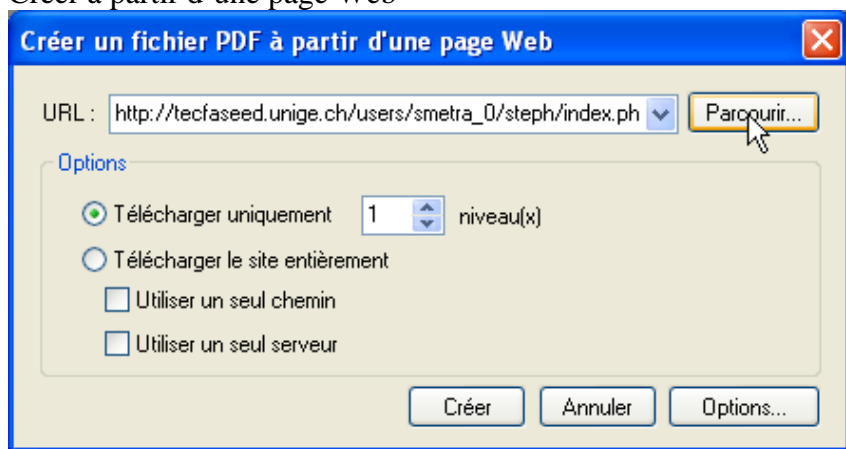 Créer à partir d'une page Web
Créer un fichier PDF à partir d'une page Web
URL : http://tecfaseed.unige.ch/users/smetra_0/steph/index.ph Parcourir...
Options
Télécharger uniquement 1 niveau(x)
Télécharger le site entièrement
Utiliser un seul chemin
Utiliser un seul serveur
Créer Annuler Options...